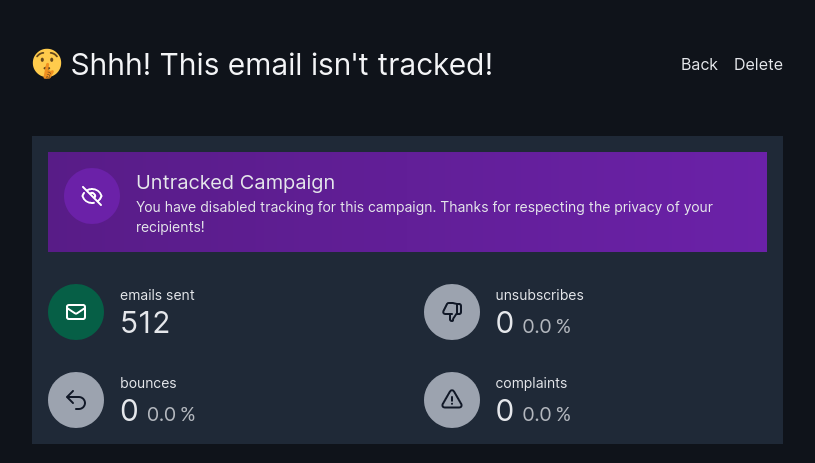 🤫 Shhh! This email isn't tracked!
Back Delete
Untracked Campaign
You have disabled tracking for this campaign. Thanks for respecting the privacy of your
recipients!
emails sent
512
unsubscribes
0 0.0 %
bounces
0 0.0 %
complaints
0 0.0 %